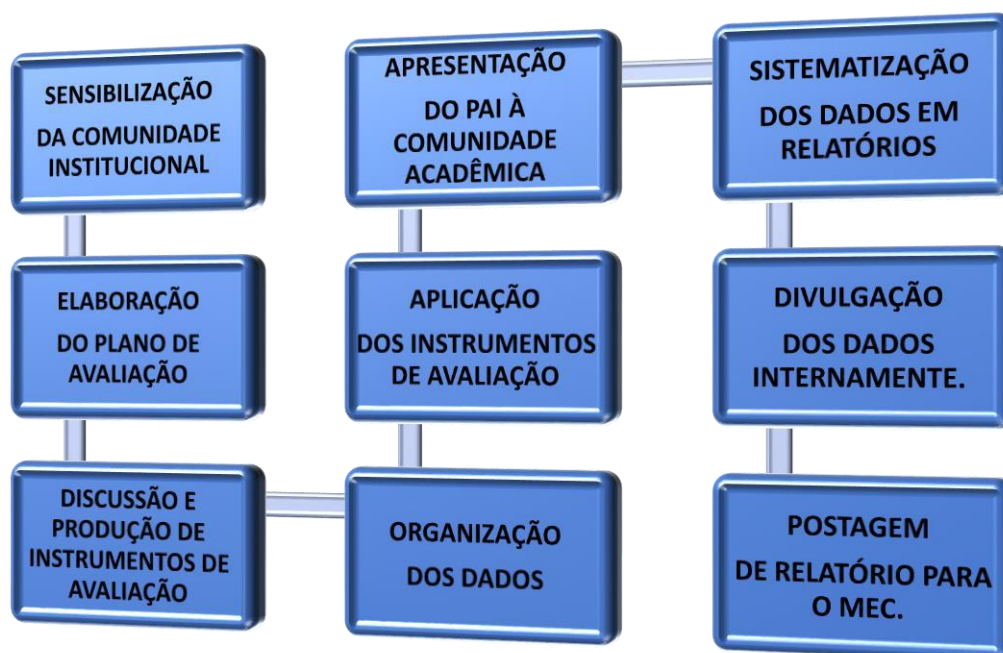 SENSIBILIZAÇÃO
DA COMUNIDADE
INSTITUCIONAL
ELABORAÇÃO
DO PLANO DE
AVALIAÇÃO
DISCUSSÃO E
PRODUÇÃO DE
INSTRUMENTOS DE
AVALIAÇÃO
ORGANIZAÇÃO
DOS DADOS
APLICAÇÃO
DOS INSTRUMENTOS
DE AVALIAÇÃO
APRESENTAÇÃO
DO PAI À
COMUNIDADE
ACADÊMICA
SISTEMATIZAÇÃO
DOS DADOS EM
RELATÓRIOS
DIVULGAÇÃO
DOS DADOS
INTERNAMENTE.
POSTAGEM
DE RELATÓRIO PARA
O MEC.